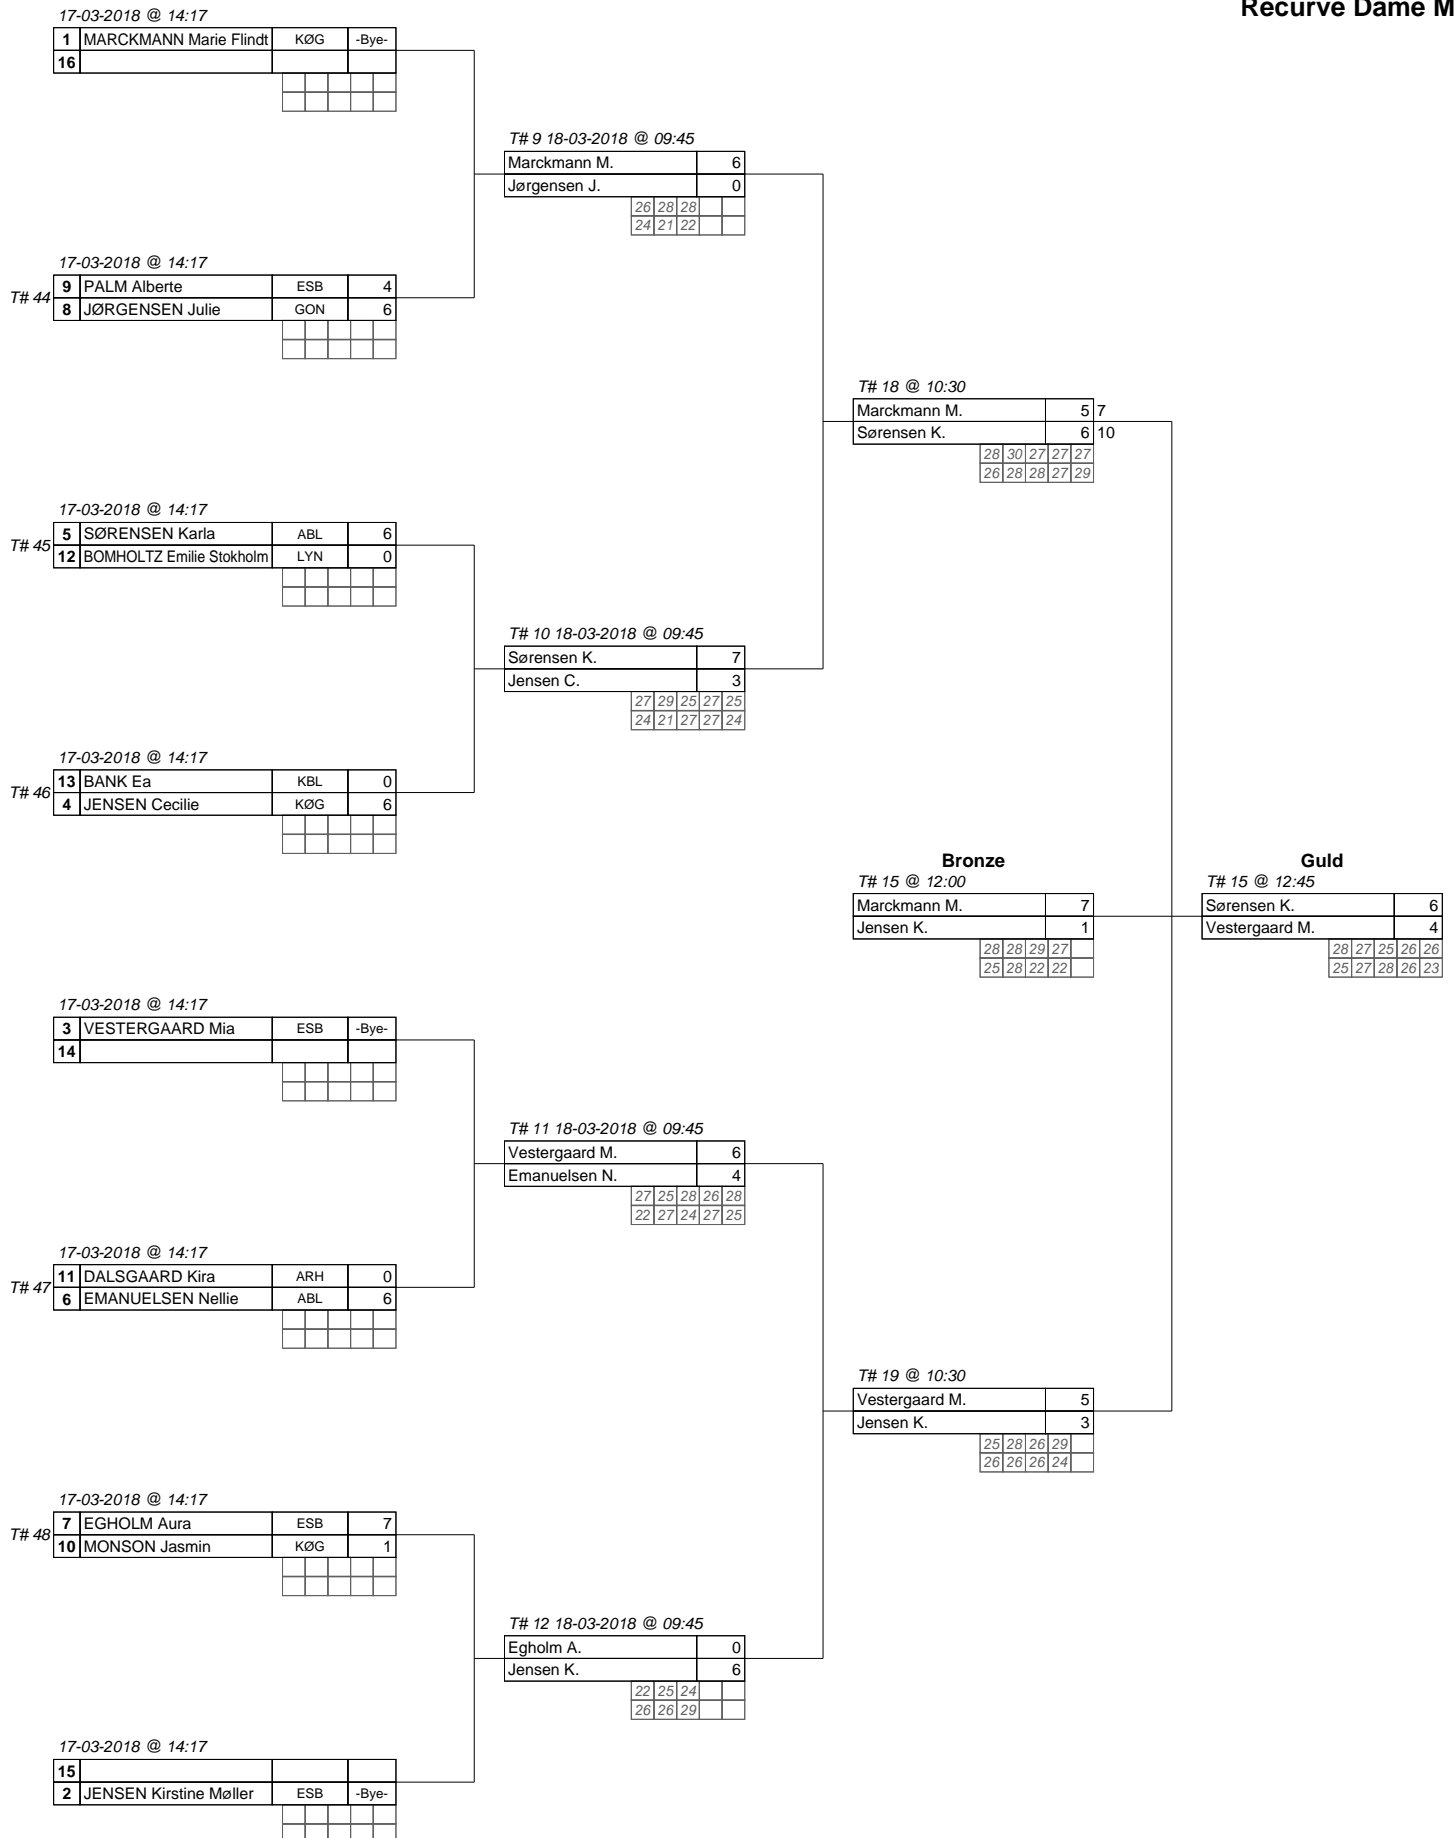 Recurve Dame M
17-03-2018 @ 14:17
1 MARCKMANN Marie Flindt KØG -Bye-
16
T# 9 18-03-2018 @ 09:45
Marckmann M. 6
Jørgensen J. 0
26 28 28
24 21 22
17-03-2018 @ 14:17
T# 44
9 PALM Alberte ESB 4
8 JØRGENSEN Julie GON 6
T# 18 @ 10:30
Marckmann M. 5 7
Sørensen K. 6 10
28 30 27 27 27
26 28 28 27 29
17-03-2018 @ 14:17
T# 45
5 SØRENSEN Karla ABL 6
12 BOMHOLTZ Emilie Stokholm LYN 0
T# 10 18-03-2018 @ 09:45
Sørensen K. 7
Jensen C. 3
27 29 25 27 25
24 21 27 27 24
17-03-2018 @ 14:17
T# 46
13 BANK Ea KBL 0
4 JENSEN Cecilie KØG 6
Bronze
T# 15 @ 12:00
Marckmann M. 7
Jensen K. 1
28 28 29 27
25 28 22 22
Guld
T# 15 @ 12:45
Sørensen K. 6
Vestergaard M. 4
28 27 25 26 26
25 27 28 26 23
17-03-2018 @ 14:17
3 VESTERGAARD Mia ESB -Bye-
14
T# 11 18-03-2018 @ 09:45
Vestergaard M. 6
Emanuelsen N. 4
27 25 28 26 28
22 27 24 27 25
17-03-2018 @ 14:17
T# 47
11 DALSGAARD Kira ARH 0
6 EMANUELSEN Nellie ABL 6
T# 19 @ 10:30
Vestergaard M. 5
Jensen K. 3
25 28 26 29
26 26 26 24
17-03-2018 @ 14:17
T# 48
7 EGHOLM Aura ESB 7
10 MONSON Jasmin KØG 1
T# 12 18-03-2018 @ 09:45
Egholm A. 0
Jensen K. 6
22 25 24
26 26 29
17-03-2018 @ 14:17
15
2 JENSEN Kirstine Møller ESB -Bye-